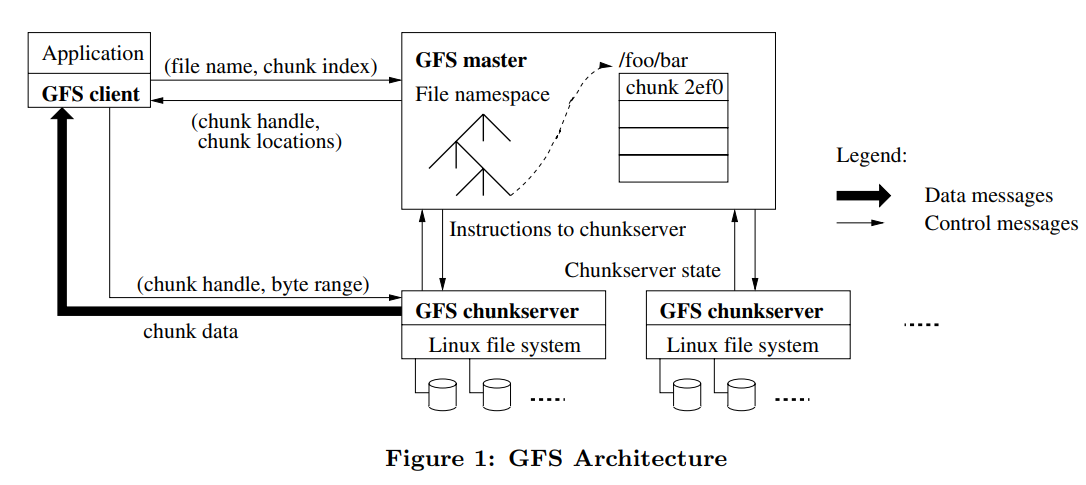 Application
GFS client
(file name, chunk index)
(chunk handle,
chunk locations)
GFS master
File namespace
/foo/bar
chunk 2ef0
Legend:
Data messages
Control messages
Instructions to chunkserver
Chunkserver state
(chunk handle, byte range)
chunk data
GFS chunkserver
Linux file system
GFS chunkserver
Linux file system
Figure 1: GFS Architecture